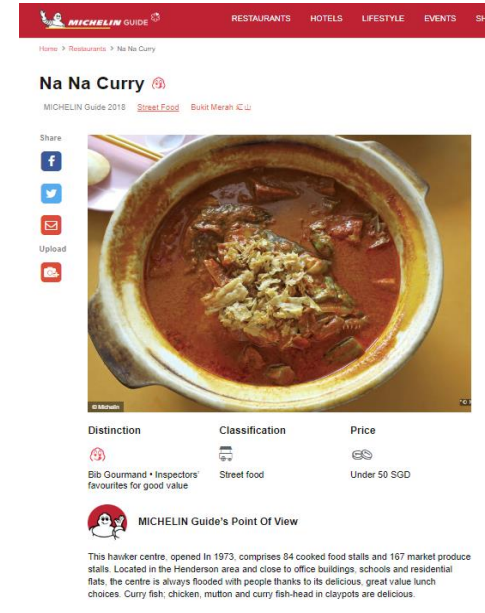 MICHELIN GUIDE RESTAURANTS HOTELS LIFESTYLE EVENTS
Home > Restaurants > Na Na Curry
Na Na Curry
MICHELIN Guide 2018 Street Food Bukit Merah 红山
Share
Upload
© Michelin
Distinction Classification Price
Bib Gourmand • Inspectors' Street food Under 50 SGD
favourites for good value
MICHELIN Guide's Point Of View
This hawker centre, opened In 1973, comprises 84 cooked food stalls and 167 market produce
stalls. Located in the Henderson area and close to office buildings, schools and residential
flats, the centre is always flooded with people thanks to its delicious, great value lunch
choices. Curry fish; chicken, mutton and curry fish-head in claypots are delicious.